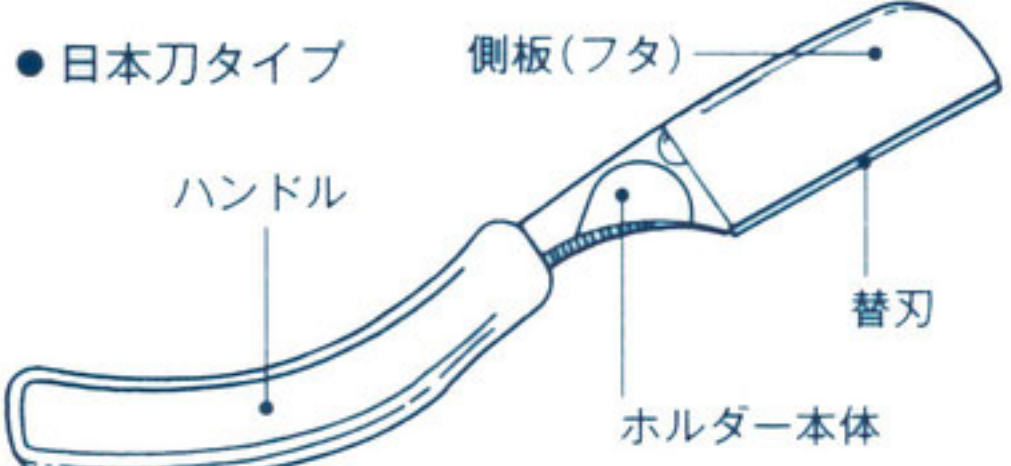 ●日本刀タイプ
側板(フタ)
ハンドル
替刃
ホルダー本体